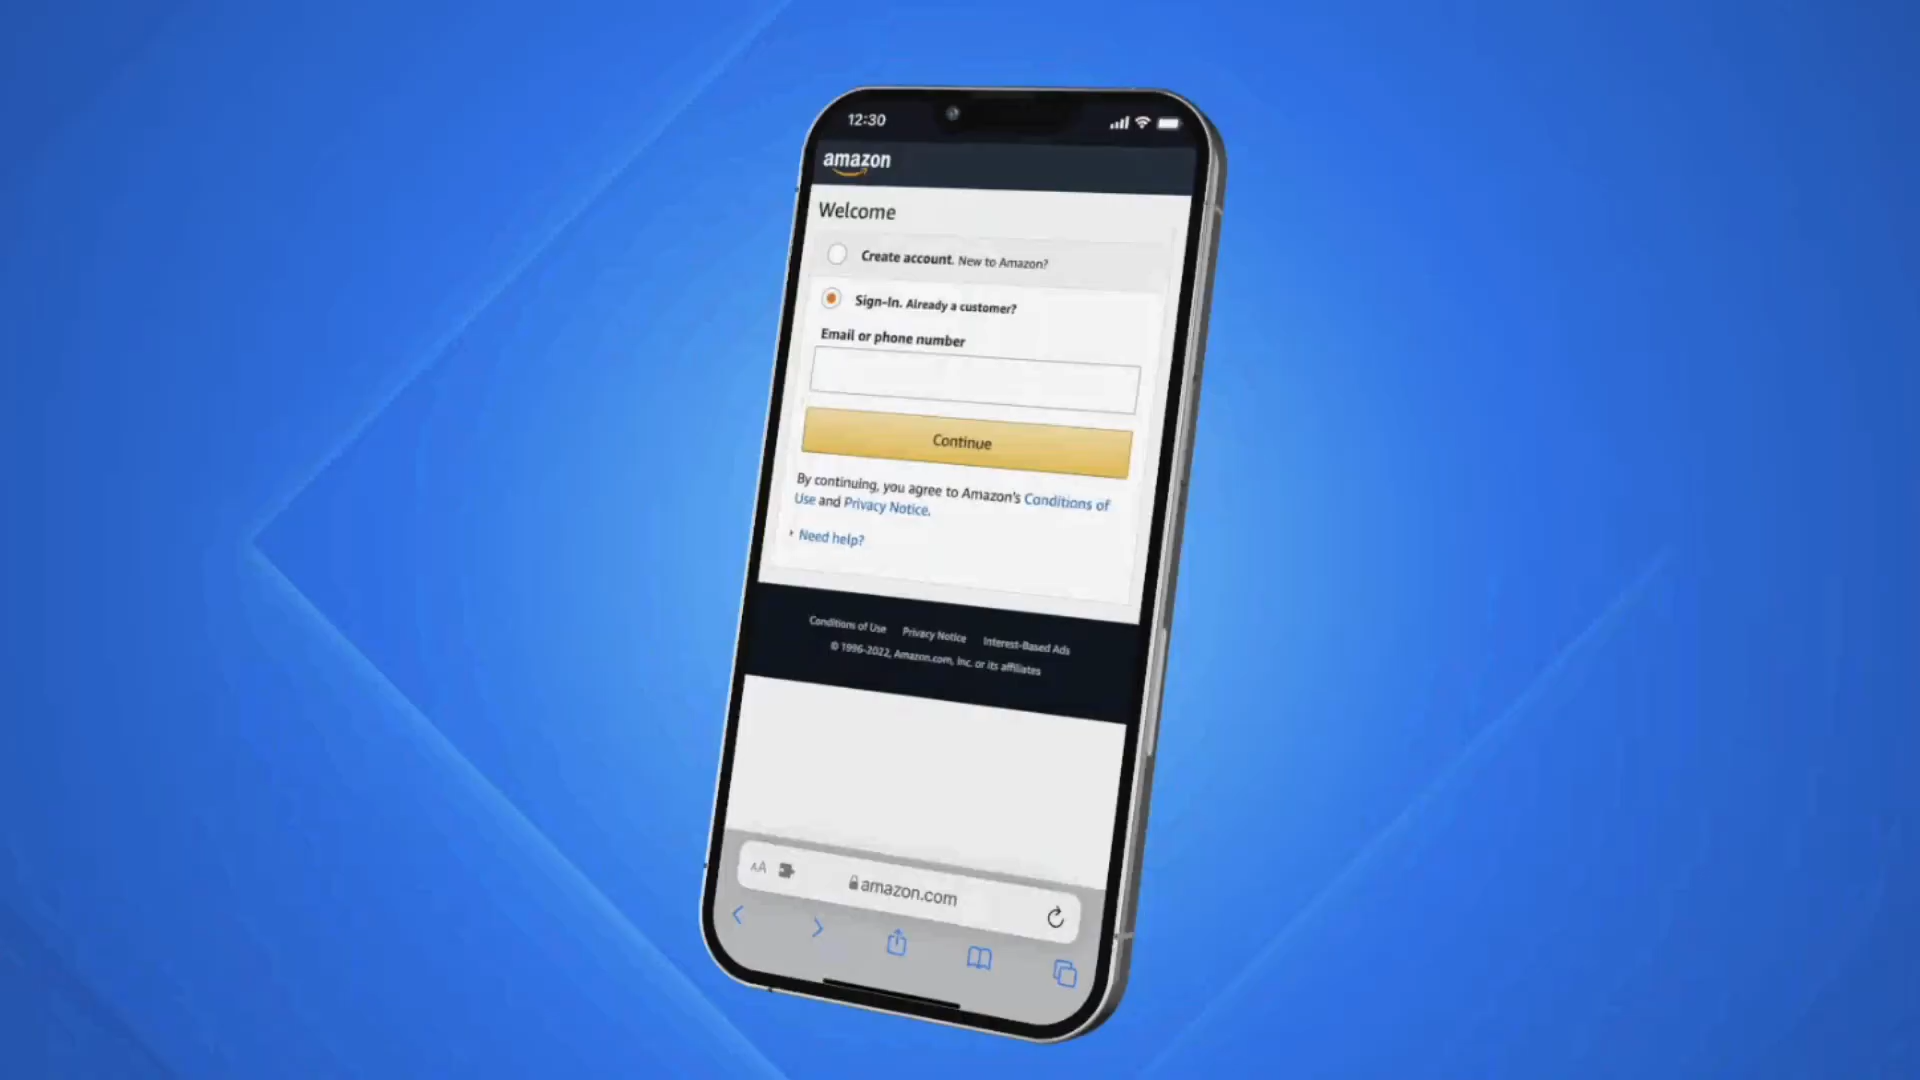 12:30
amazon
Welcome
Create account. New to Amazon?
Sign-In. Already a customer?
Email or phone number
Continue
By continuing, you agree to Amazon's Conditions of
Use and Privacy Notice.
Need help?
Conditions of Use Privacy Notice Interest-Based Ads
© 1996-2022, Amazon.com, Inc. or its affiliates
AA amazon.com